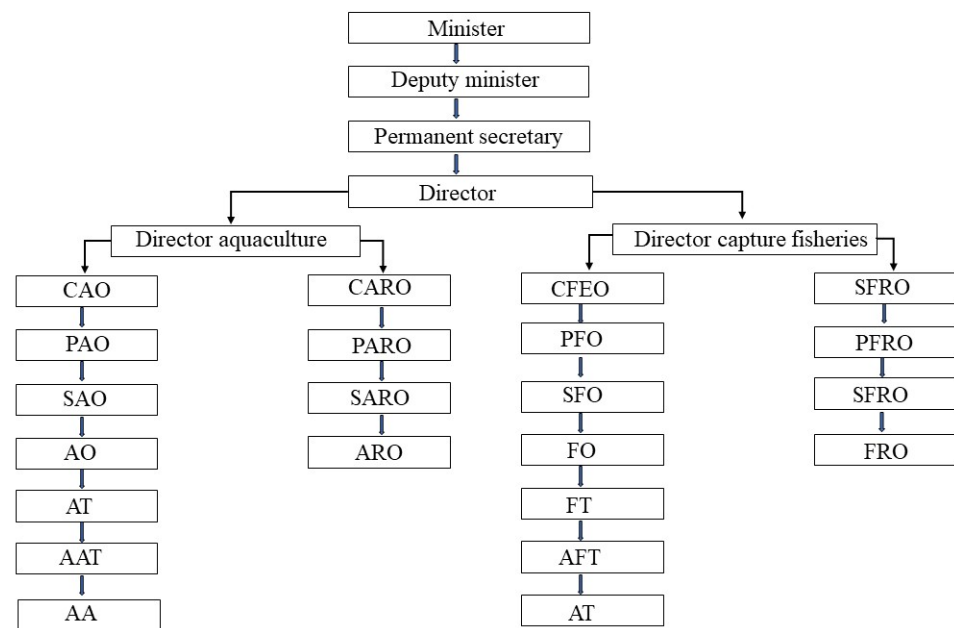 Minister
Deputy minister
Permanent secretary
Director
Director aquaculture
Director capture fisheries
CAO
CARO
CFEO
SFRO
PAO
PARO
PFO
PFRO
SAO
SARO
SFO
SFRO
AO
ARO
FO
FRO
AT
FT
AAT
AFT
AA
AT